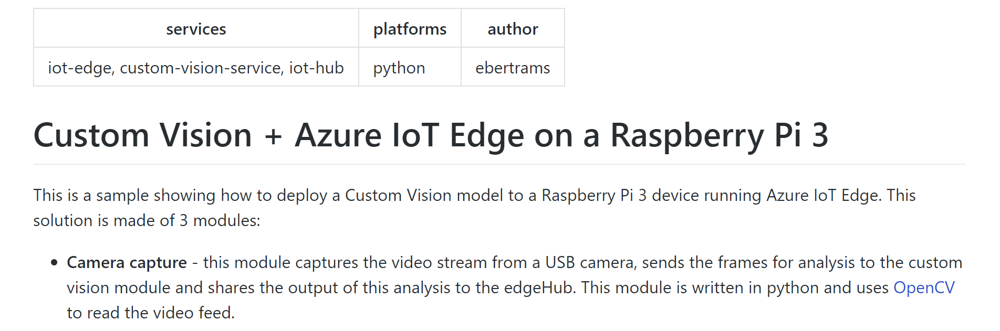 services platforms author
iot-edge, custom-vision-service, iot-hub python ebertrams
Custom Vision + Azure IoT Edge on a Raspberry Pi 3
This is a sample showing how to deploy a Custom Vision model to a Raspberry Pi 3 device running Azure IoT Edge. This
solution is made of 3 modules:
• Camera capture - this module captures the video stream from a USB camera, sends the frames for analysis to the custom
vision module and shares the output of this analysis to the edgeHub. This module is written in python and uses OpenCV
to read the video feed.